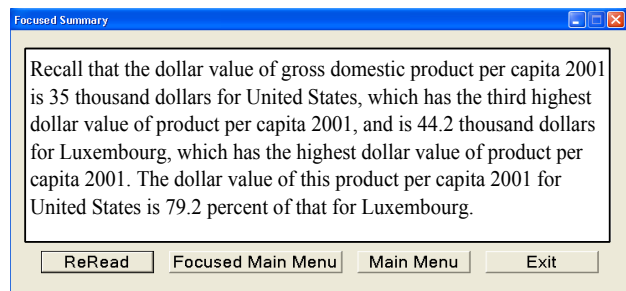 Focused Summary
Recall that the dollar value of gross domestic product per capita 2001
is 35 thousand dollars for United States, which has the third highest
dollar value of product per capita 2001, and is 44.2 thousand dollars
for Luxembourg, which has the highest dollar value of product per
capita 2001. The dollar value of this product per capita 2001 for
United States is 79.2 percent of that for Luxembourg.
ReRead Focused Main Menu Main Menu Exit